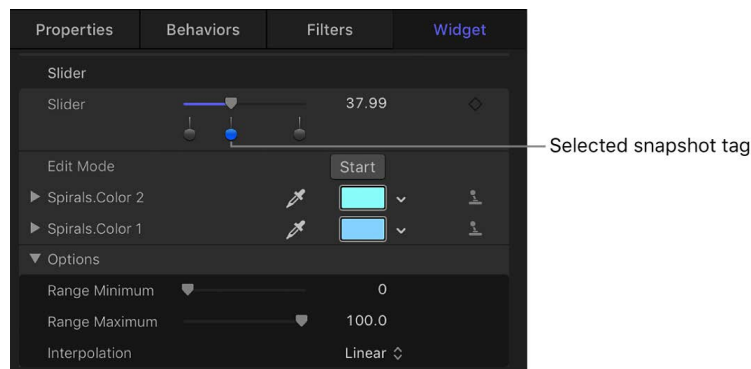 Properties Behaviors Filters Widget
Slider
Slider 37.99
Selected snapshot tag
Edit Mode Start
Spirals.Color 2
Spirals.Color 1
Options
Range Minimum 0
Range Maximum 100.0
Interpolation Linear